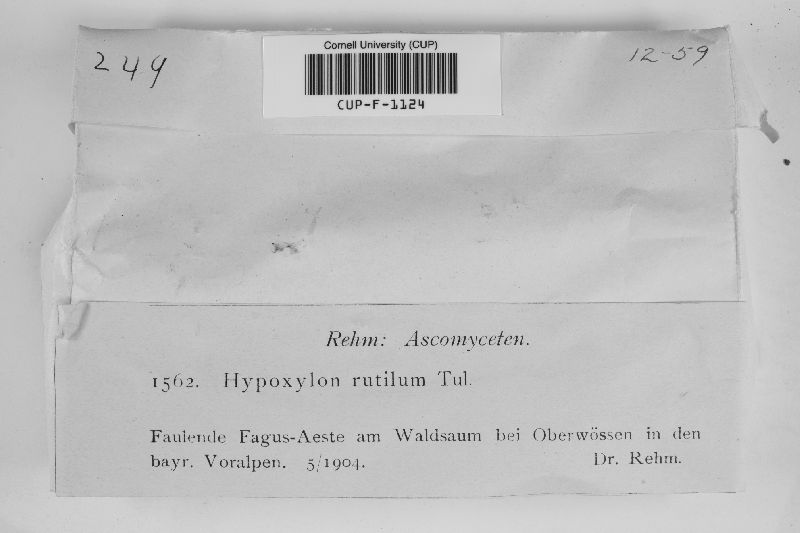 249
Cornell University (CUP)
CUP-F-1124
12-59
Rehm: Ascomyceten.
1562. Hypoxylon rutilum Tul.
Faulende Fagus-Aeste am Waldsaum bei Oberwössen in den
bayr. Voralpen. 5/1904. Dr. Rehm.